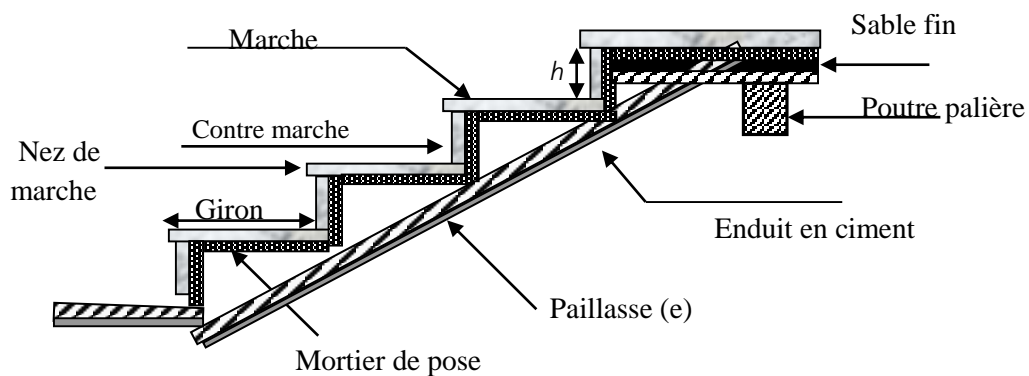 Marche
Sable fin
h
Contre marche
Poutre palière
Nez de
marche
Giron
Enduit en ciment
Paillasse (e)
Mortier de pose